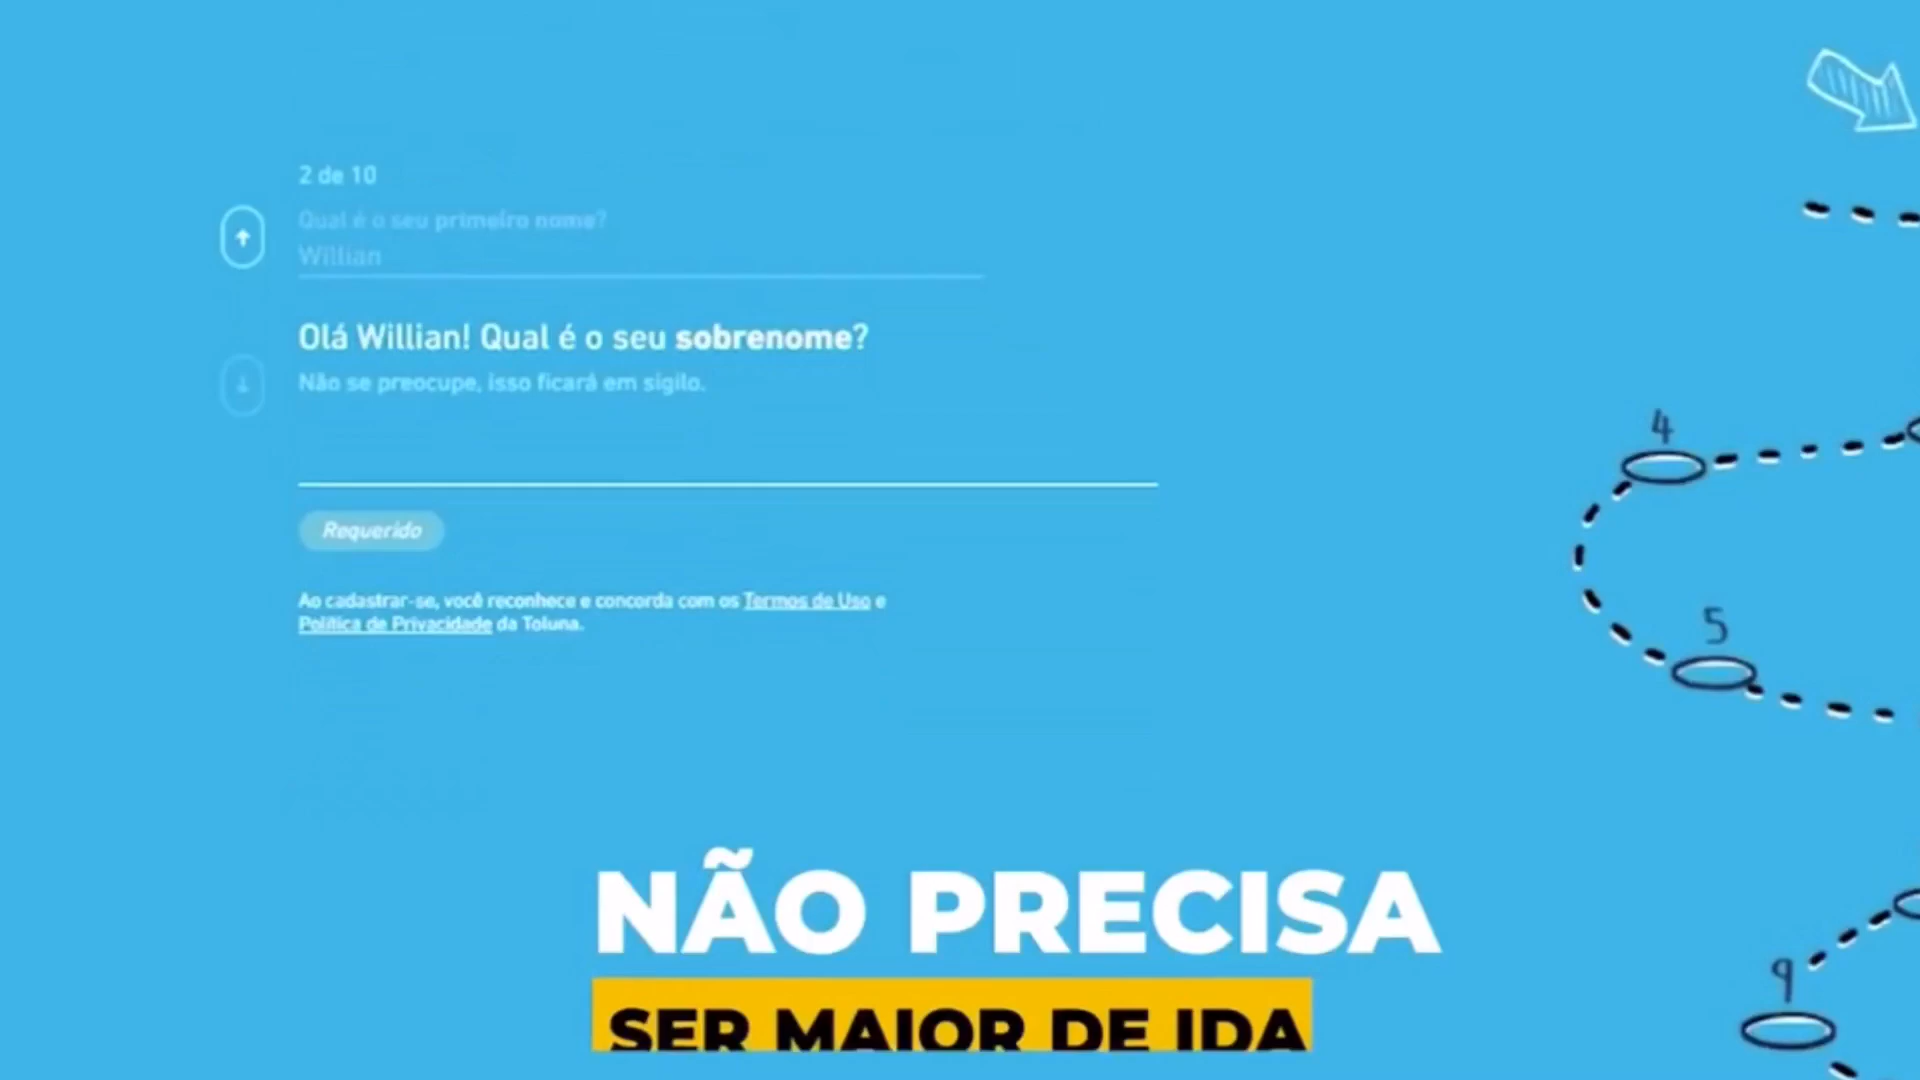 2 de 10
Qual é o seu primeiro nome?
Willian
Olá Willian! Qual é o seu sobrenome?
Não se preocupe, isso ficará em sigilo.
Requerido
Ao cadastrar-se, você reconhece e concorda com os Termos de Uso e
Política de Privacidade da Toluna.
4
5
9
NÃO PRECISA
SER MAIOR DE IDA